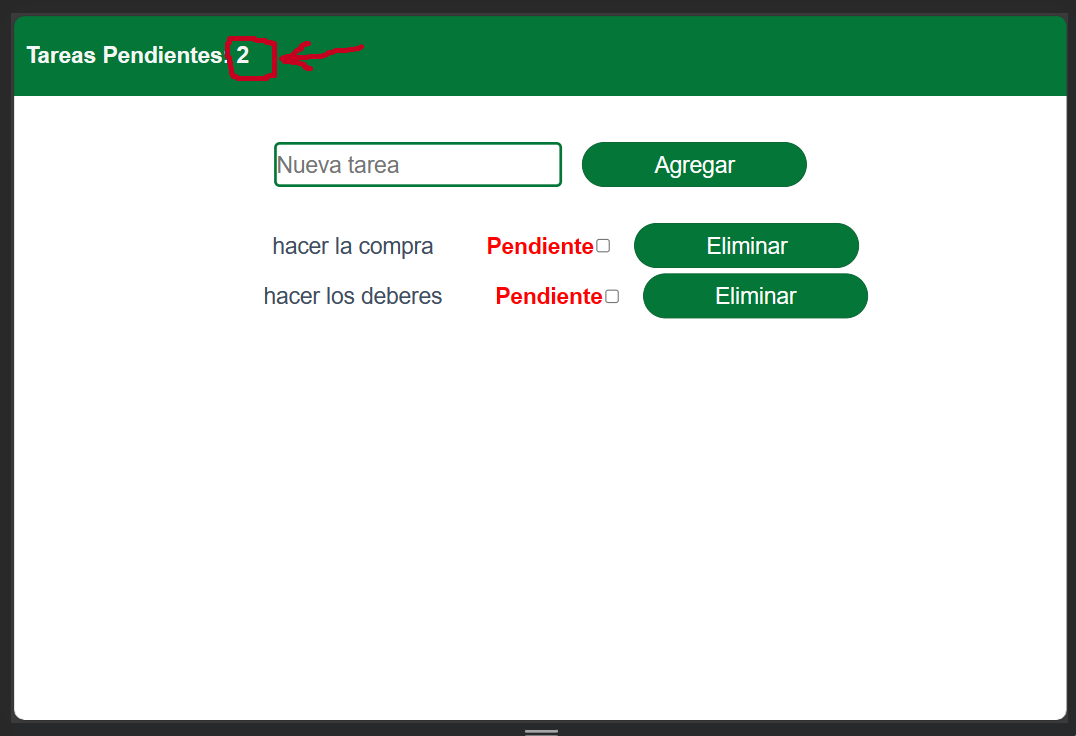 Tareas Pendientes: 2
Nueva tarea Agregar
hacer la compra Pendiente Eliminar
hacer los deberes Pendiente Eliminar